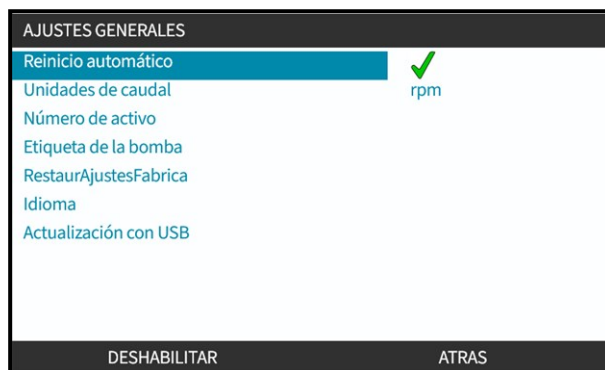 AJUSTES GENERALES
Reinicio automático
Unidades de caudal rpm
Número de activo
Etiqueta de la bomba
RestaurAjustesFabrica
Idioma
Actualización con USB
DESHABILITAR ATRAS